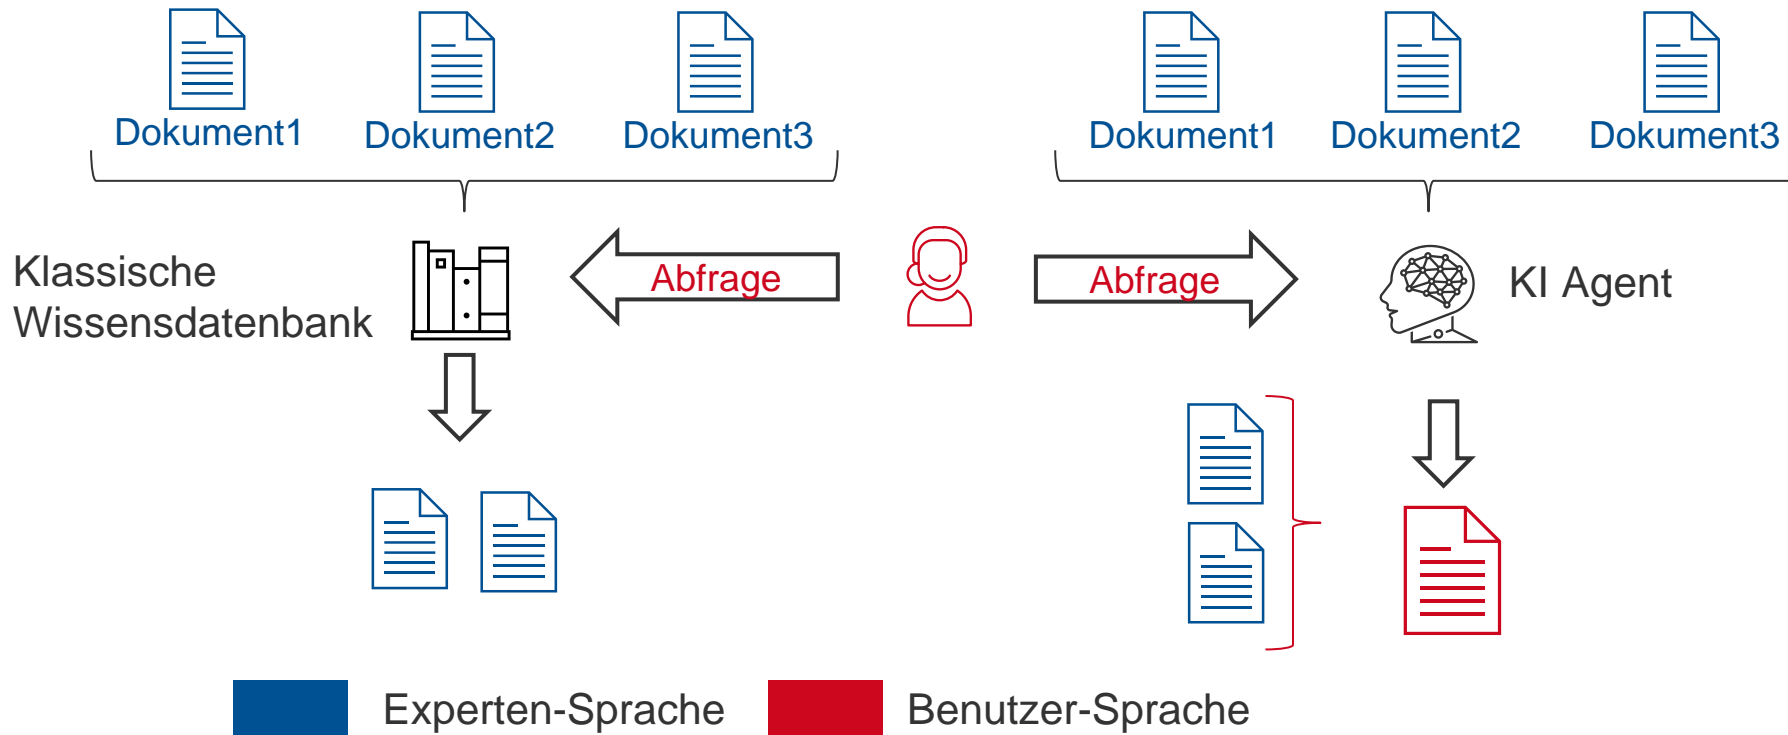 Dokument1
Dokument2
Dokument3
Dokument1
Dokument2
Dokument3
Klassische
Wissensdatenbank
Abfrage
Abfrage
KI Agent
Experten-Sprache
Benutzer-Sprache